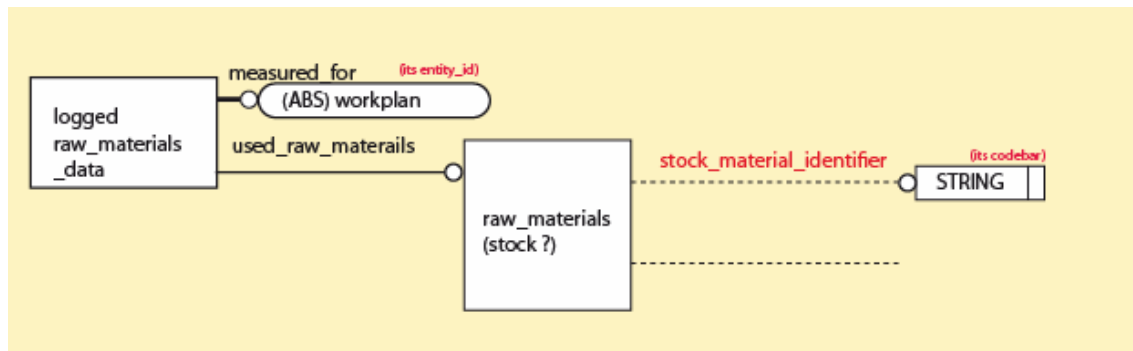 measured_for (its entity_id)
(ABS) workplan
logged
raw_materials
_data
used_raw_materails
stock_material_identifier
(its codebar)
STRING
raw_materials
(stock ?)